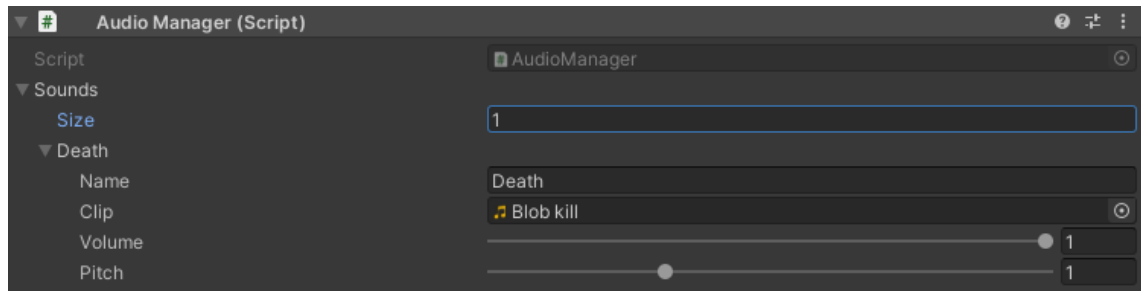 Audio Manager (Script)
Script AudioManager
Sounds
Size 1
Death
Name Death
Clip Blob kill
Volume 1
Pitch 1